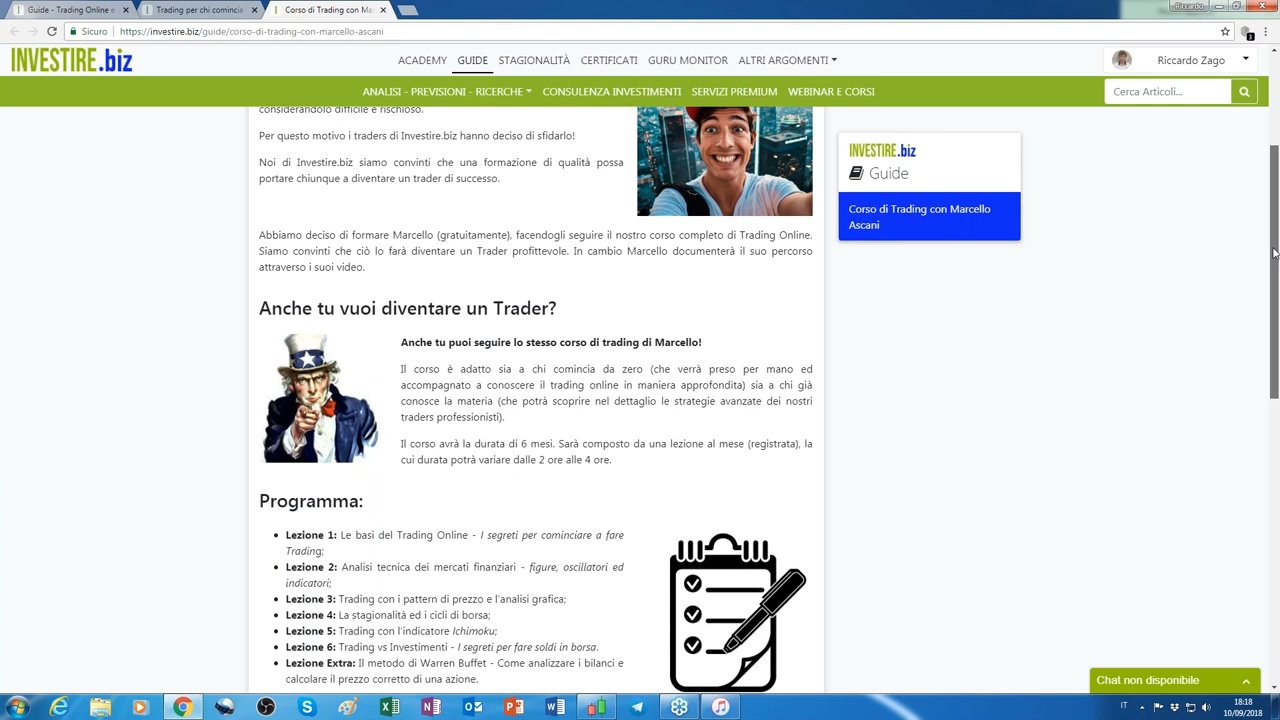 Guide - Trading Online e
Trading per chi comincia
Corso di Trading con Mar
Riccardo
Sicuro
https://investire.biz/guide/corso-di-trading-con-marcello-ascani
3
INVESTIRE.biz
ACADEMY GUIDE STAGIONALITÀ CERTIFICATI GURU MONITOR ALTRI ARGOMENTI
Riccardo Zago
ANALISI - PREVISIONI - RICERCHE CONSULENZA INVESTIMENTI SERVIZI PREMIUM WEBINAR E CORSI
Cerca Articoli...
considerandolo difficile e rischioso.
Per questo motivo i traders di Investire.biz hanno deciso di sfidarlo!
Noi di Investire.biz siamo convinti che una formazione di qualità possa
portare chiunque a diventare un trader di successo.
INVESTIRE.biz
Guide
Corso di Trading con Marcello
Ascani
Abbiamo deciso di formare Marcello (gratuitamente), facendogli seguire il nostro corso completo di Trading Online.
Siamo convinti che ciò lo farà diventare un Trader profittevole. In cambio Marcello documenterà il suo percorso
attraverso i suoi video.
Anche tu vuoi diventare un Trader?
Anche tu puoi seguire lo stesso corso di trading di Marcello!
Il corso è adatto sia a chi comincia da zero (che verrà preso per mano ed
accompagnato a conoscere il trading online in maniera approfondita) sia a chi già
conosce la materia (che potrà scoprire nel dettaglio le strategie avanzate dei nostri
traders professionisti).
Il corso avrà la durata di 6 mesi. Sarà composto da una lezione al mese (registrata), la
cui durata potrà variare dalle 2 ore alle 4 ore.
Programma:
Lezione 1: Le basi del Trading Online - I segreti per cominciare a fare
Trading;
Lezione 2: Analisi tecnica dei mercati finanziari - figure, oscillatori ed
indicatori;
Lezione 3: Trading con i pattern di prezzo e l'analisi grafica;
Lezione 4: La stagionalità ed i cicli di borsa;
Lezione 5: Trading con l'indicatore Ichimoku;
Lezione 6: Trading vs Investimenti - I segreti per fare soldi in borsa.
Lezione Extra: Il metodo di Warren Buffet - Come analizzare i bilanci e
calcolare il prezzo corretto di una azione.
Chat non disponibile
IT
18:18
10/09/2018